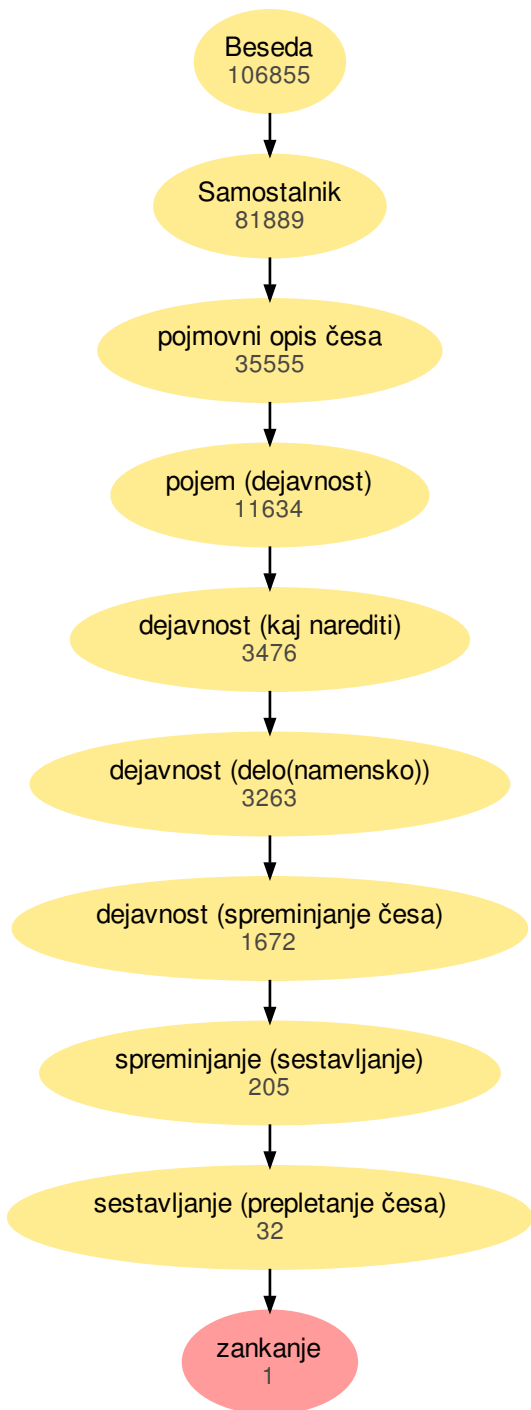 Beseda
106855
Samostalnik
81889
pojmovni opis česa
35555
pojem (dejavnost)
11634
dejavnost (kaj narediti)
3476
dejavnost (delo(namensko))
3263
dejavnost (spreminjanje česa)
1672
spreminjanje (sestavljanje)
205
sestavljanje (prepletanje česa)
32
zankanje
1